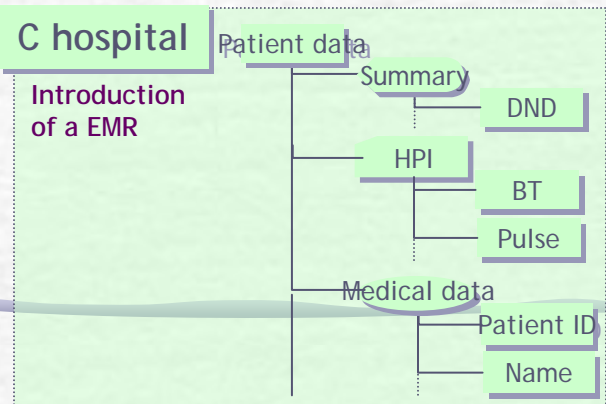 C hospital
Introduction
of a EMR
Patient data
Summary
DND
HPI
BT
Pulse
Medical data
Patient ID
Name